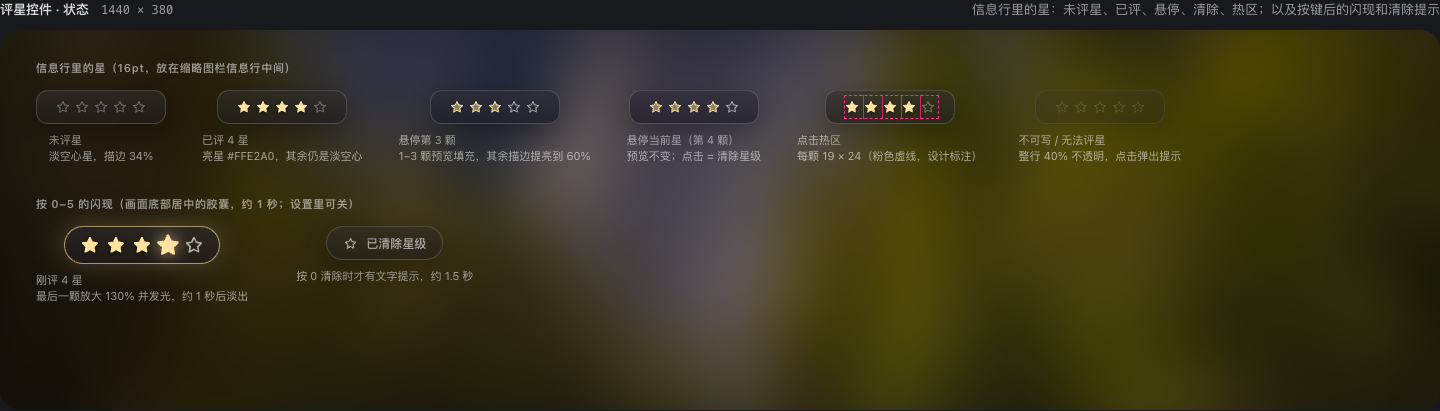 评星控件 · 状态 1440 × 380
信息行里的星：未评星、已评、悬停、清除、热区；以及按键后的闪现和清除提示
信息行里的星（16pt，放在缩略图栏信息行中间）
未评星
淡空心星，描边 34%
已评 4 星
亮星 #FFE2A0，其余仍是淡空心
悬停第 3 颗
1–3 颗预览填充，其余描边提亮到 60%
悬停当前星（第 4 颗）
预览不变；点击 = 清除星级
点击热区
每颗 19 × 24（粉色虚线，设计标注）
不可写 / 无法评星
整行 40% 不透明，点击弹出提示
按 0–5 的闪现（画面底部居中的胶囊，约 1 秒；设置里可关）
刚评 4 星
最后一颗放大 130% 并发光，约 1 秒后淡出
已清除星级
按 0 清除时才有文字提示，约 1.5 秒